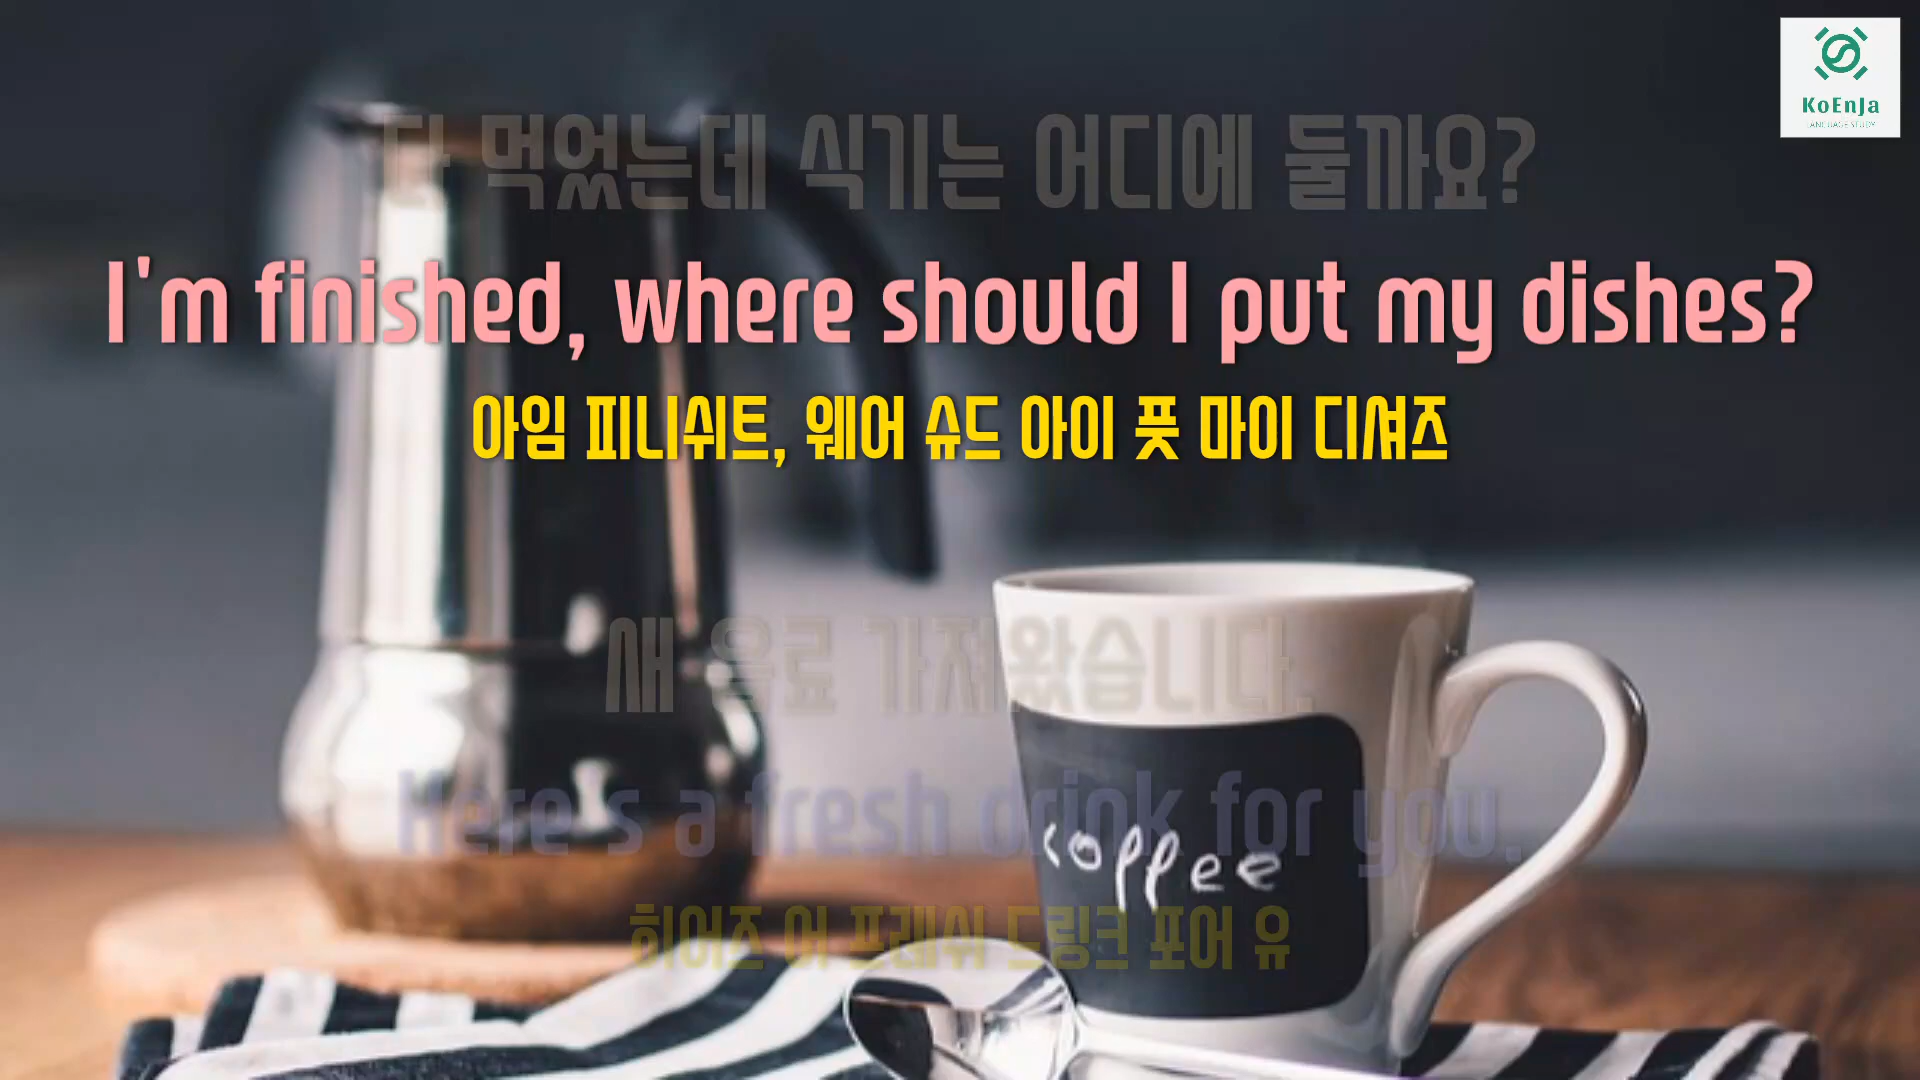 KoEnJa
LANGUAGE STUDY
다 먹었는데 식기는 어디에 둘까요?
I'm finished, where should I put my dishes?
아임 피니쉬트, 웨어 슈드 아이 풋 마이 디셔즈
새 음료 가져왔습니다.
Here's a fresh drink for you.
coffee
히어즈 어 프레쉬 드링크 포어 유